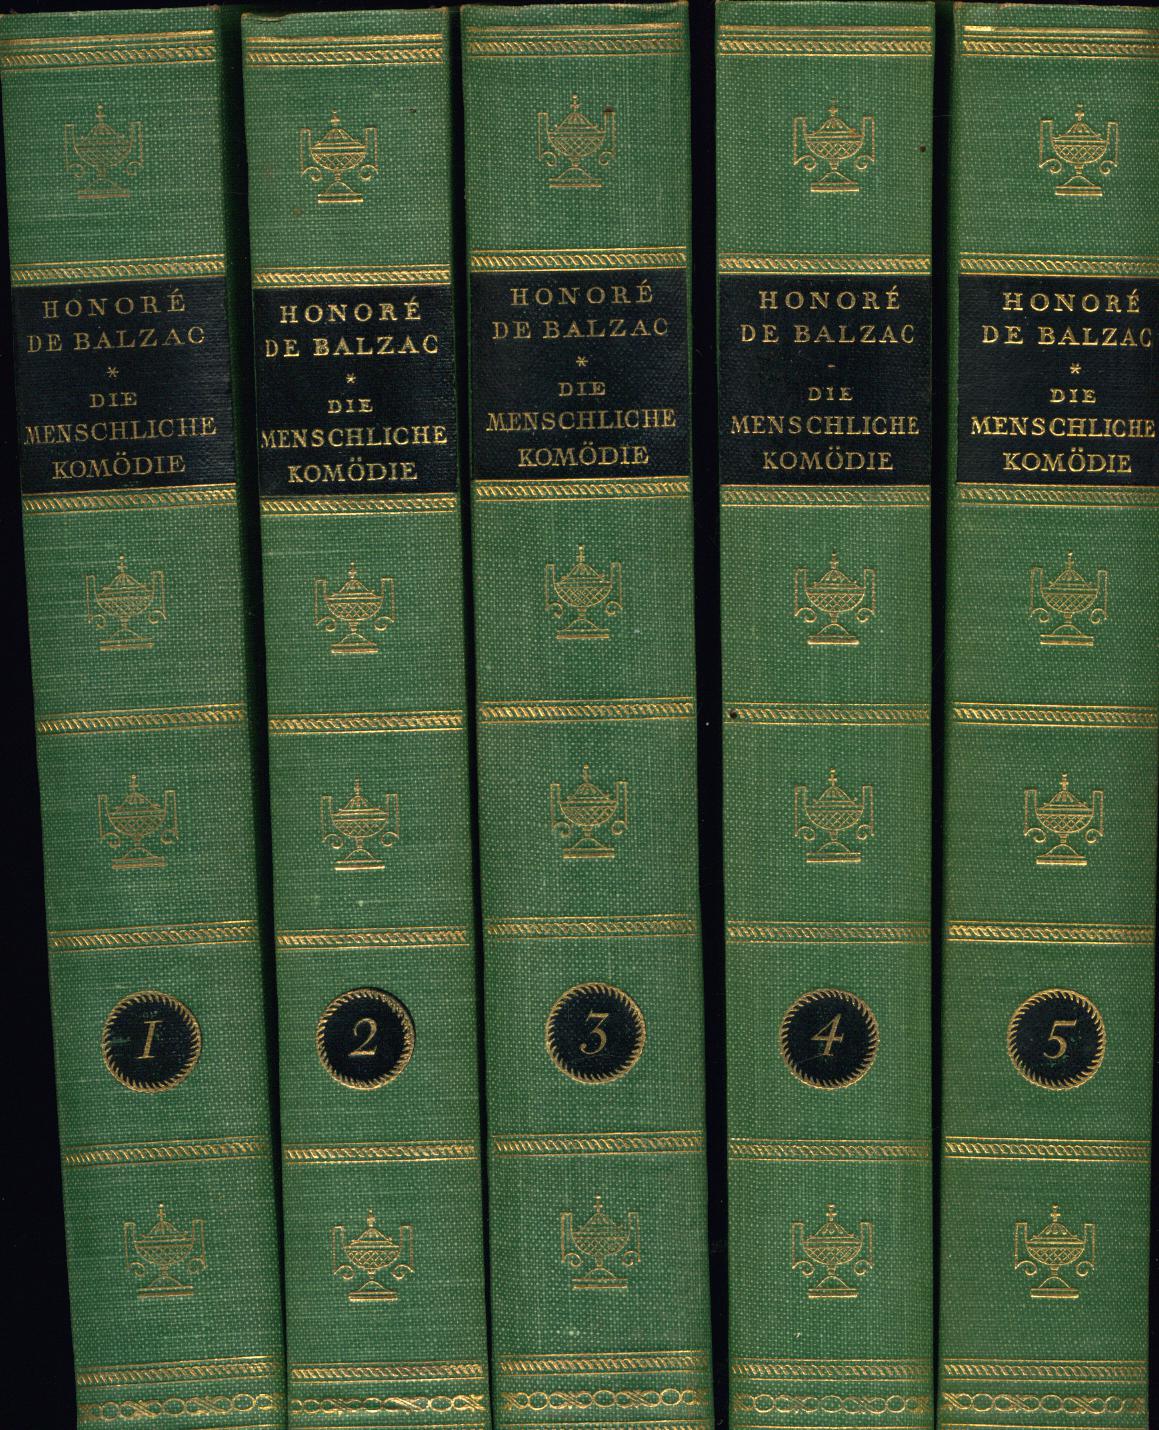 HONORÉ
DE BALZAC
*
DIE
MENSCHLICHE
KOMÖDIE
1
HONORÉ
DE BALZAC
*
DIE
MENSCHLICHE
KOMÖDIE
2
HONORÉ
DE BALZAC
*
DIE
MENSCHLICHE
KOMÖDIE
3
HONORÉ
DE BALZAC
-
DIE
MENSCHLICHE
KOMÖDIE
4
HONORÉ
DE BALZAC
*
DIE
MENSCHLICHE
KOMÖDIE
5